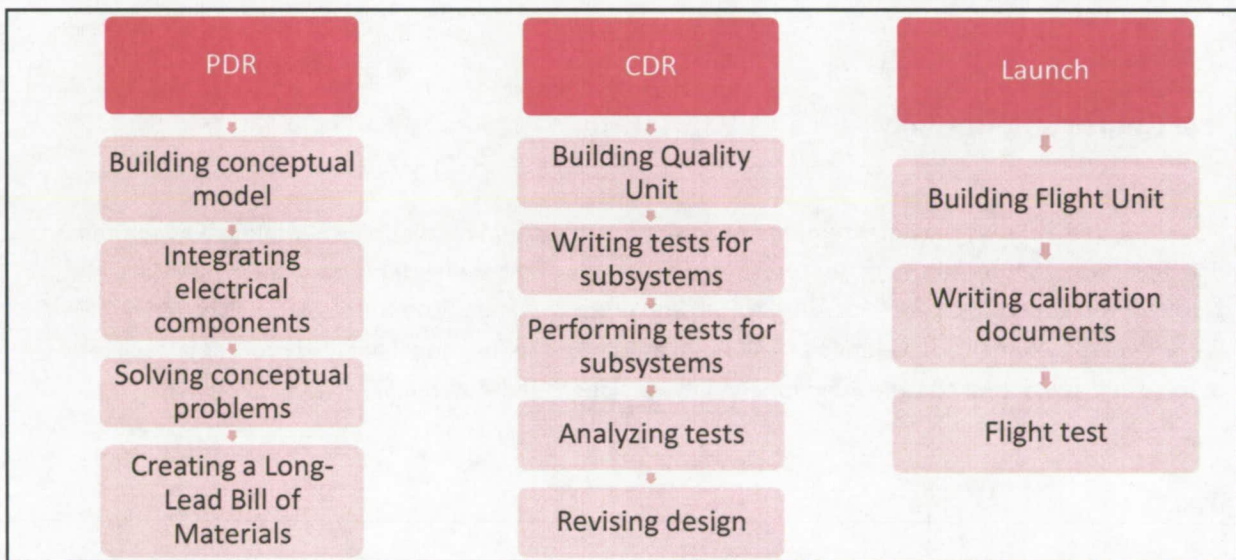 PDR
Building conceptual
model
Integrating
electrical
components
Solving conceptual
problems
Creating a Long-
Lead Bill of
Materials
CDR
Building Quality
Unit
Writing tests for
subsystems
Performing tests for
subsystems
Analyzing tests
Revising design
Launch
Building Flight Unit
Writing calibration
documents
Flight test